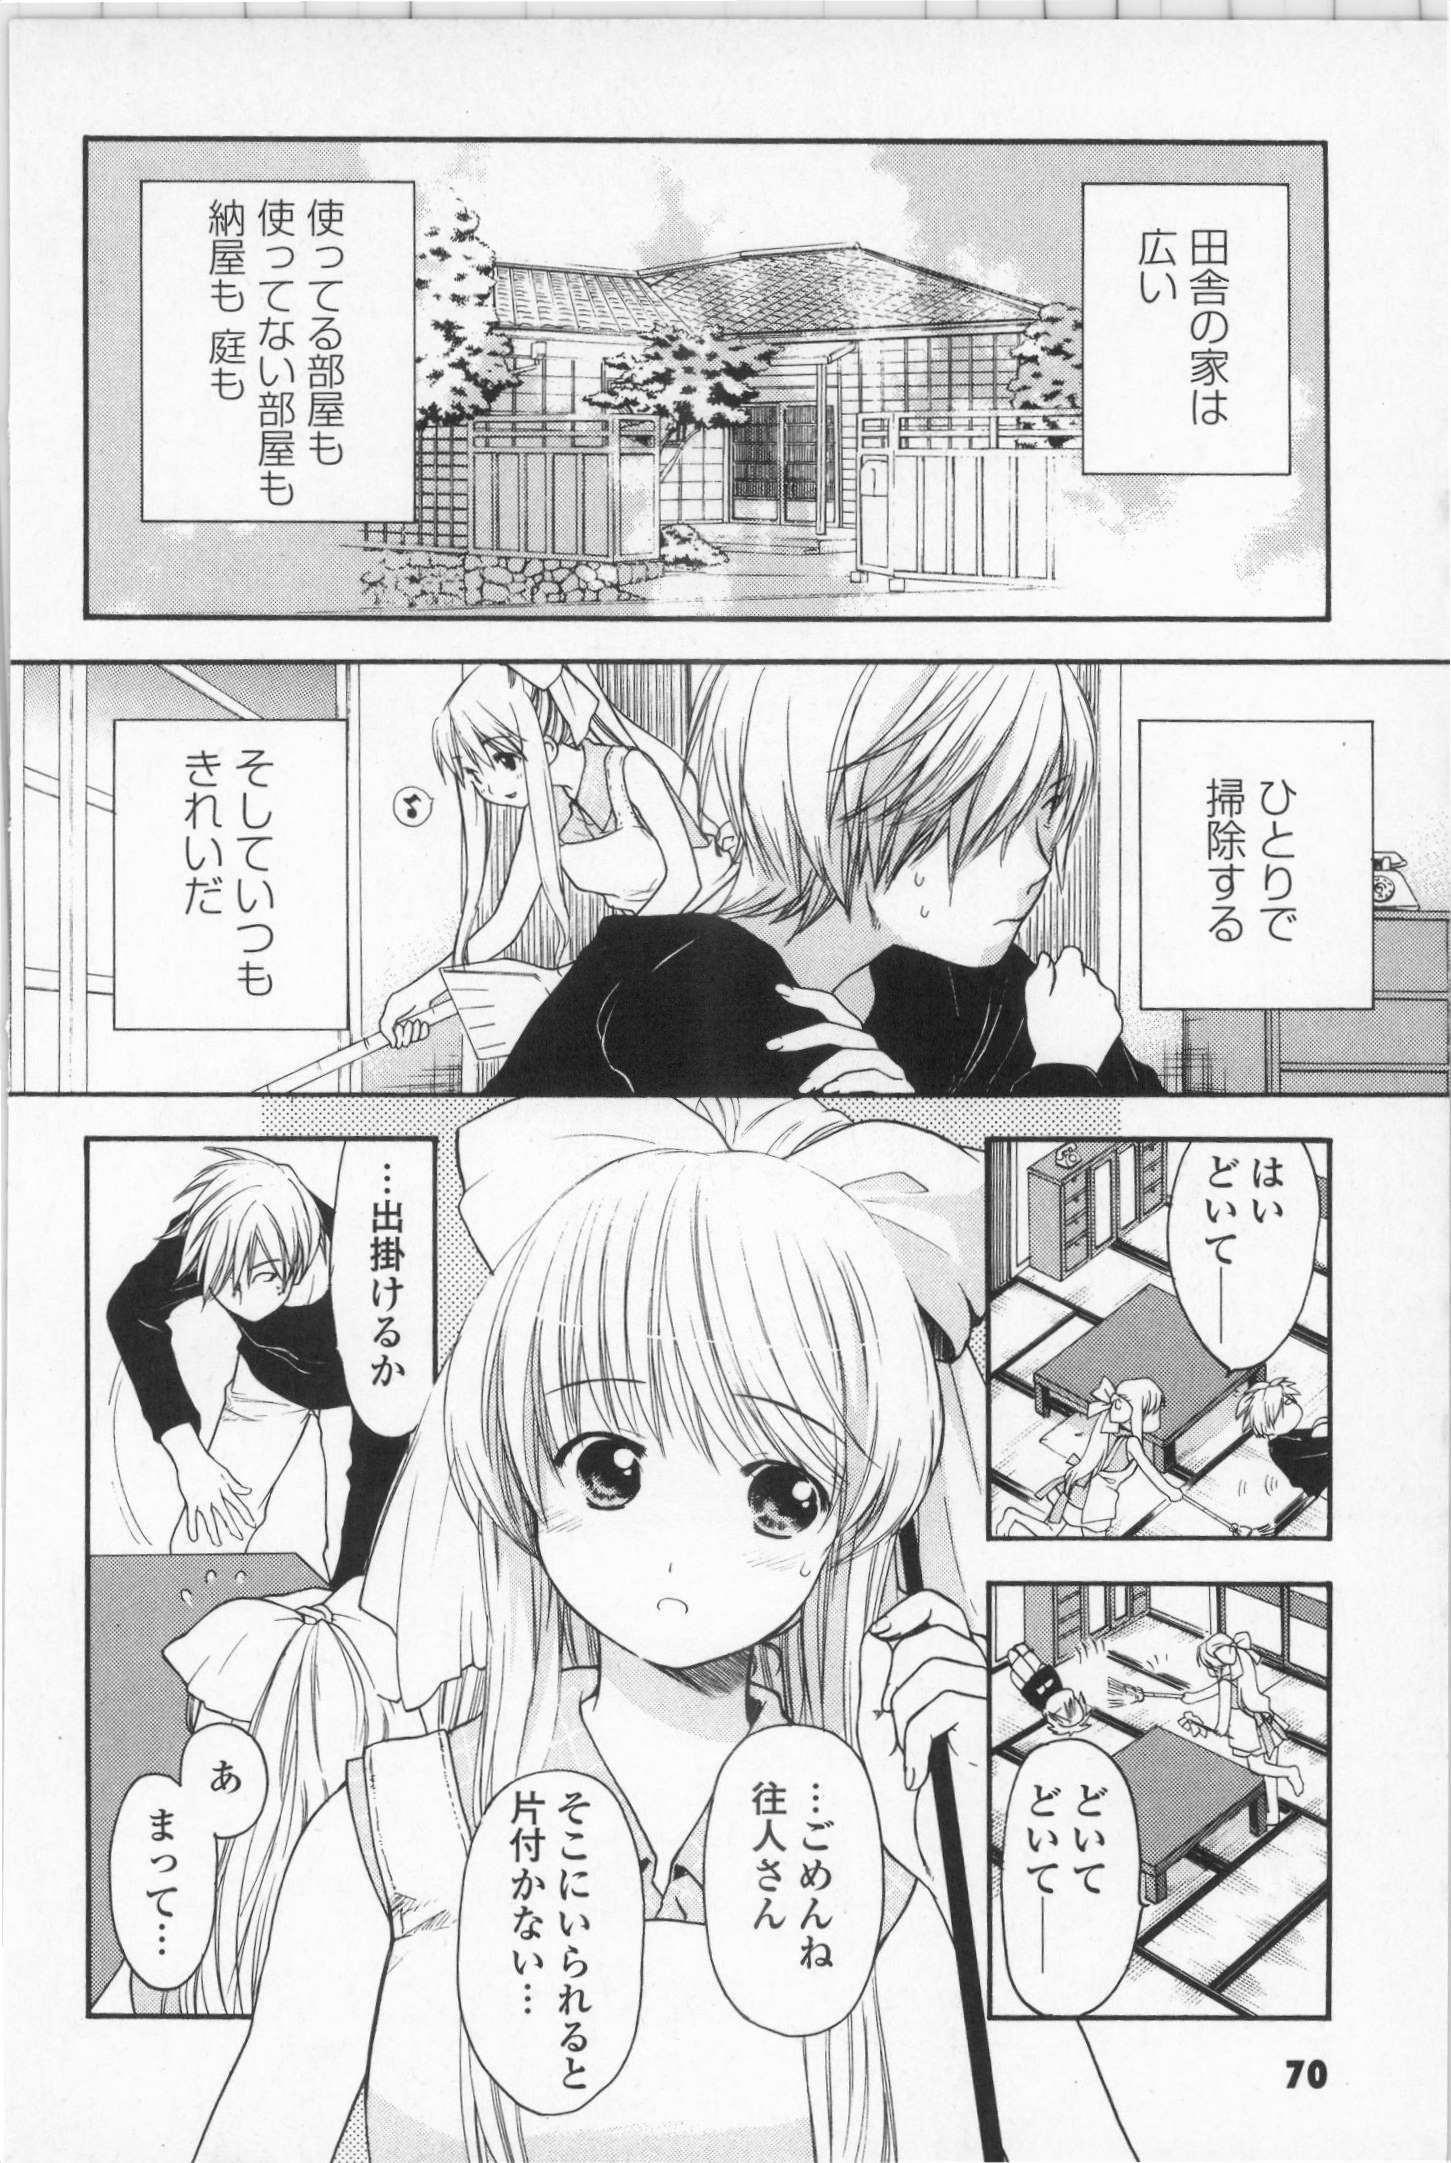 田舎の家は
広い
使ってる部屋も
使ってない部屋も
納屋も 庭も
ひとりで
掃除する
そしていつも
きれいだ
はい
どいて――
どいて
どいて――
…ごめんね
往人さん
そこにいられると
片付かない…
…出掛けるか
あ
まって…
70